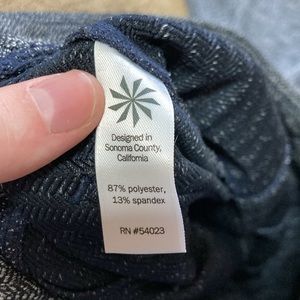 Designed in
Sonoma County,
California
87% polyester,
13% spandex
RN #54023